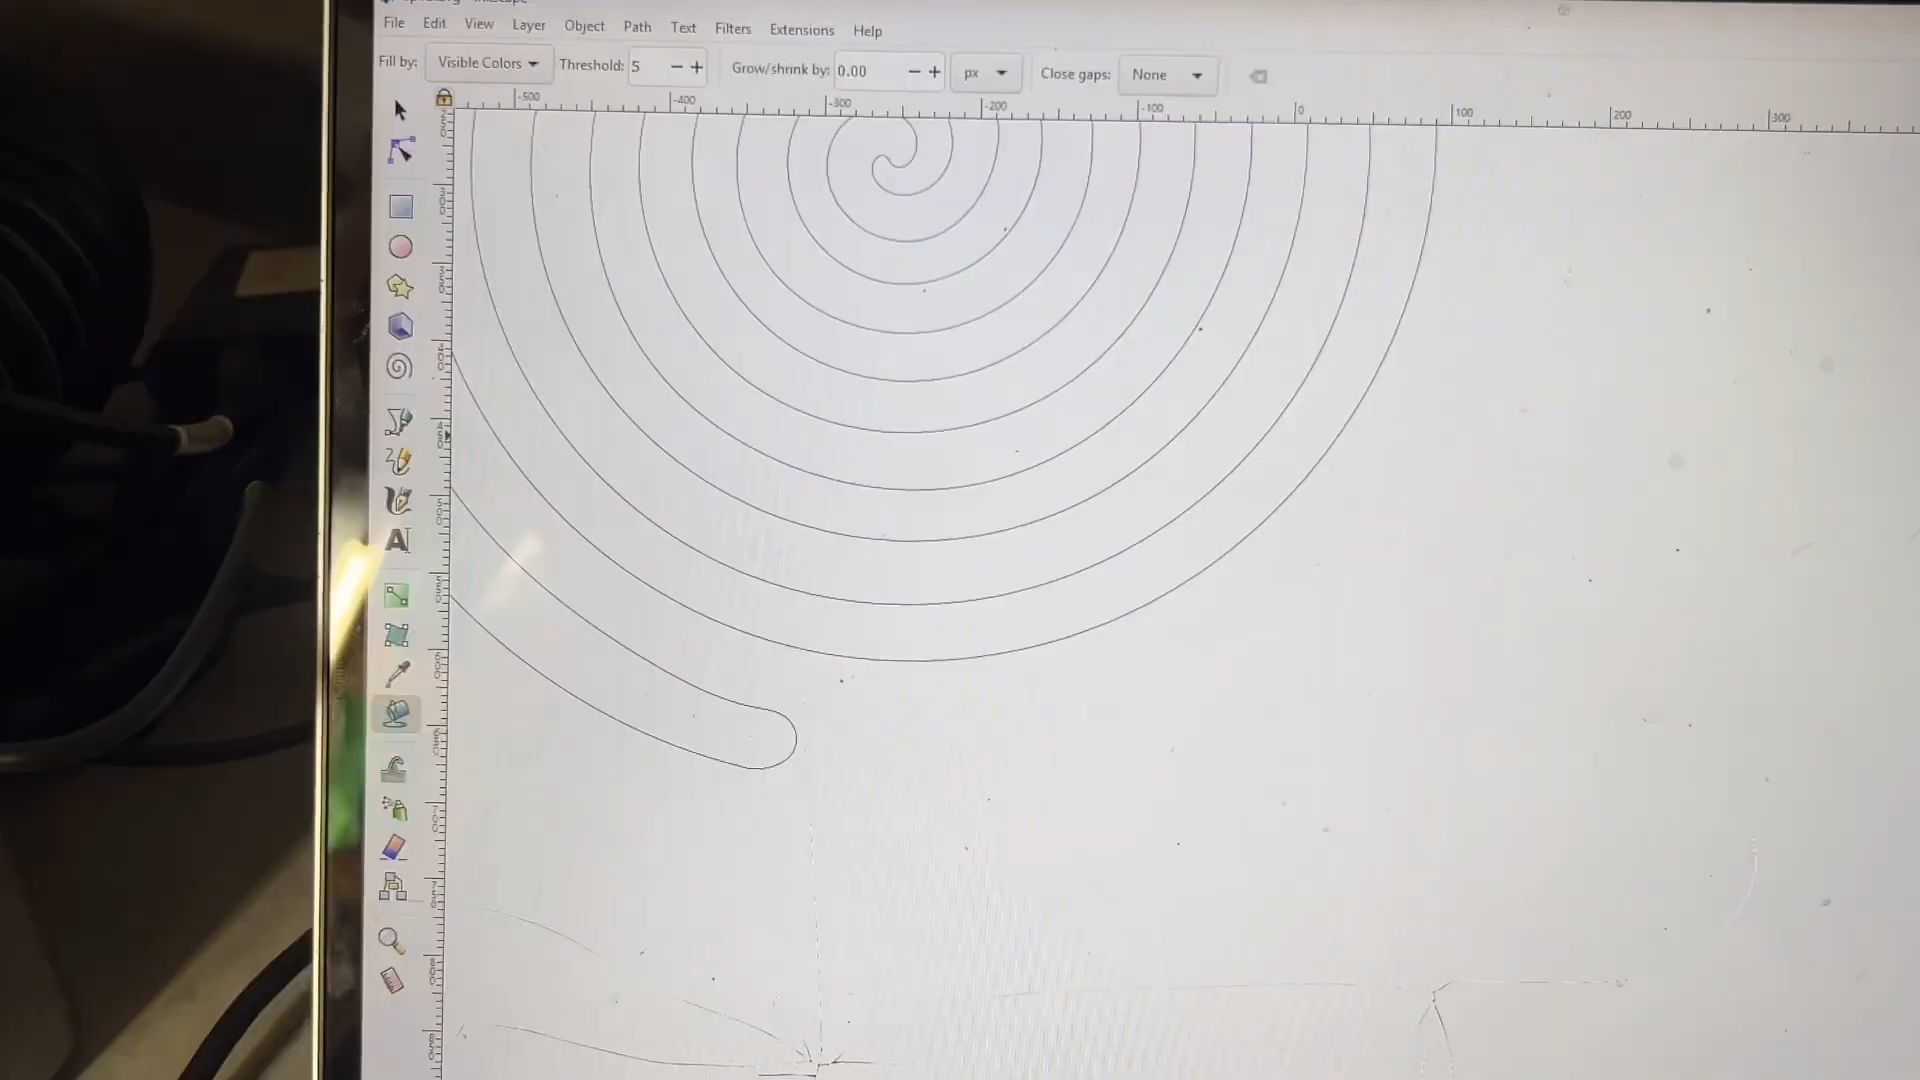 File Edit View Layer Object Path Text Filters Extensions Help
Fill by: Visible Colors Threshold: 5 Grow/shrink by: 0.00 px Close gaps: None
-500 -400 -300 -200 -100 0 100 200 300